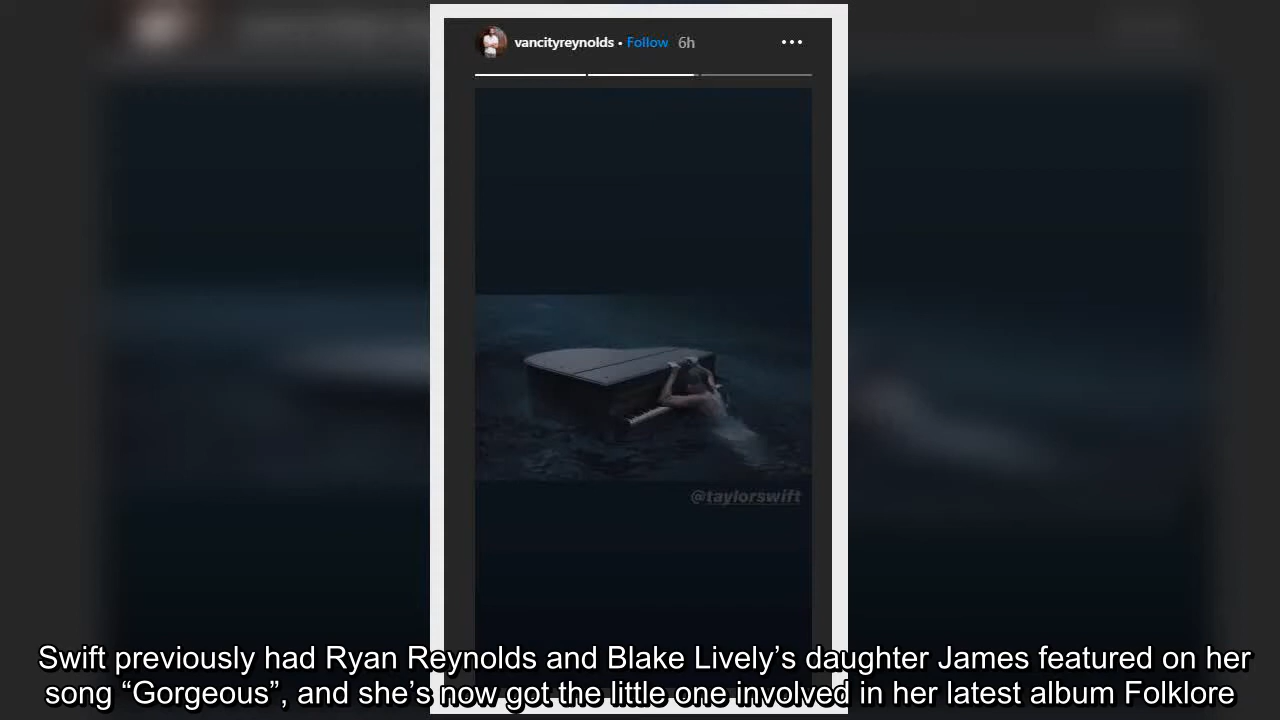 vancityreynolds • Follow 6h
@taylorswift
Swift previously had Ryan Reynolds and Blake Lively’s daughter James featured on her
song “Gorgeous”, and she’s now got the little one involved in her latest album Folklore